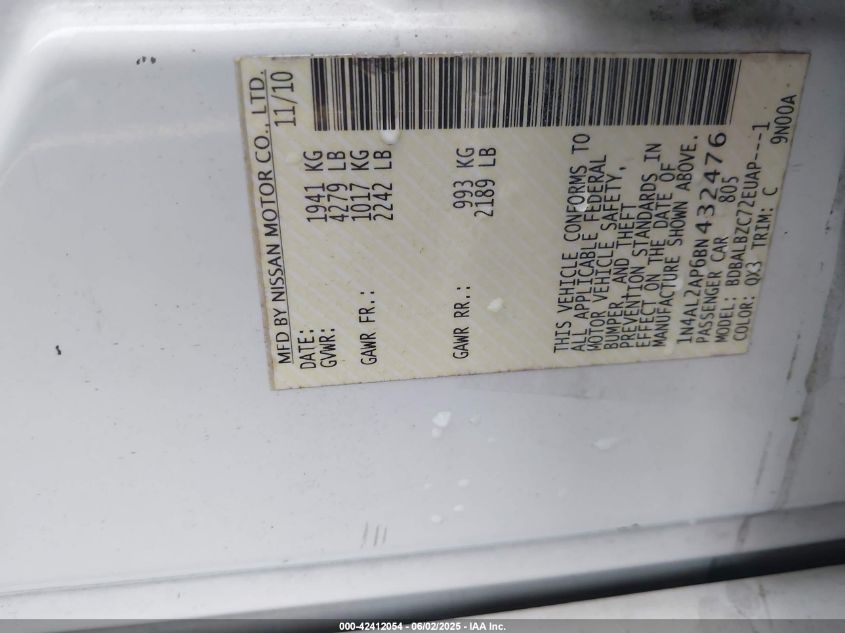 MFD BY NISSAN MOTOR CO., LTD.
DATE: 11/10
GVWR: 1941 KG
4279 LB
GAWR FR.: 1017 KG
2242 LB
GAWR RR.: 993 KG
2189 LB
THIS VEHICLE CONFORMS TO
ALL APPLICABLE FEDERAL
MOTOR VEHICLE SAFETY,
BUMPER, AND THEFT
PREVENTION STANDARDS IN
EFFECT ON THE DATE OF
MANUFACTURE SHOWN ABOVE.
1N4AL2AP6BN432476
PASSENGER CAR 805
MODEL: BDBALBZC72EUAP---1
COLOR: QX3 TRIM: C 9N00A
000-42412054 - 06/02/2025 - IAA Inc.